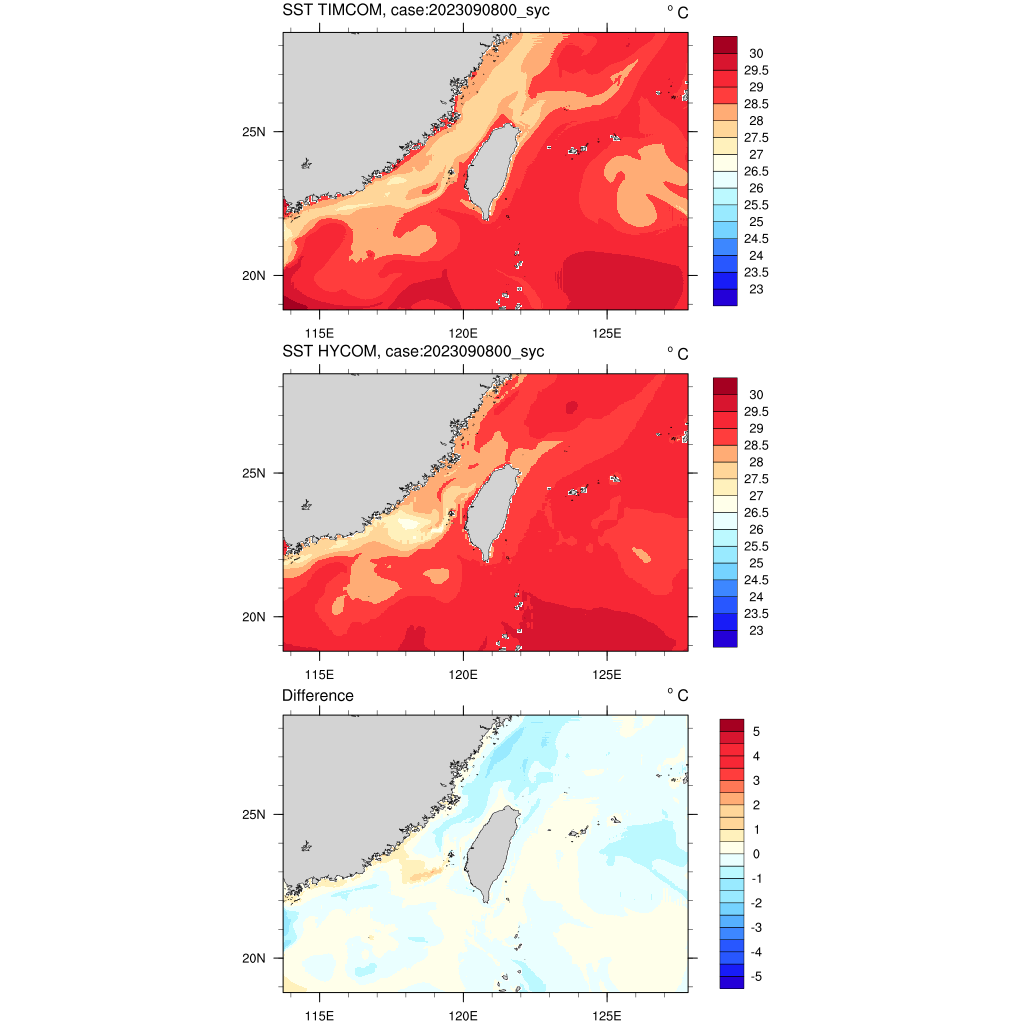 SST TIMCOM, case:2023090800_syc
° C
30
29.5
29
28.5
28
27.5
27
26.5
26
25.5
25
24.5
24
23.5
23
25N
20N
115E
120E
125E
SST HYCOM, case:2023090800_syc
° C
30
29.5
29
28.5
28
27.5
27
26.5
26
25.5
25
24.5
24
23.5
23
25N
20N
115E
120E
125E
Difference
° C
5
4
3
2
1
0
-1
-2
-3
-4
-5
25N
20N
115E
120E
125E